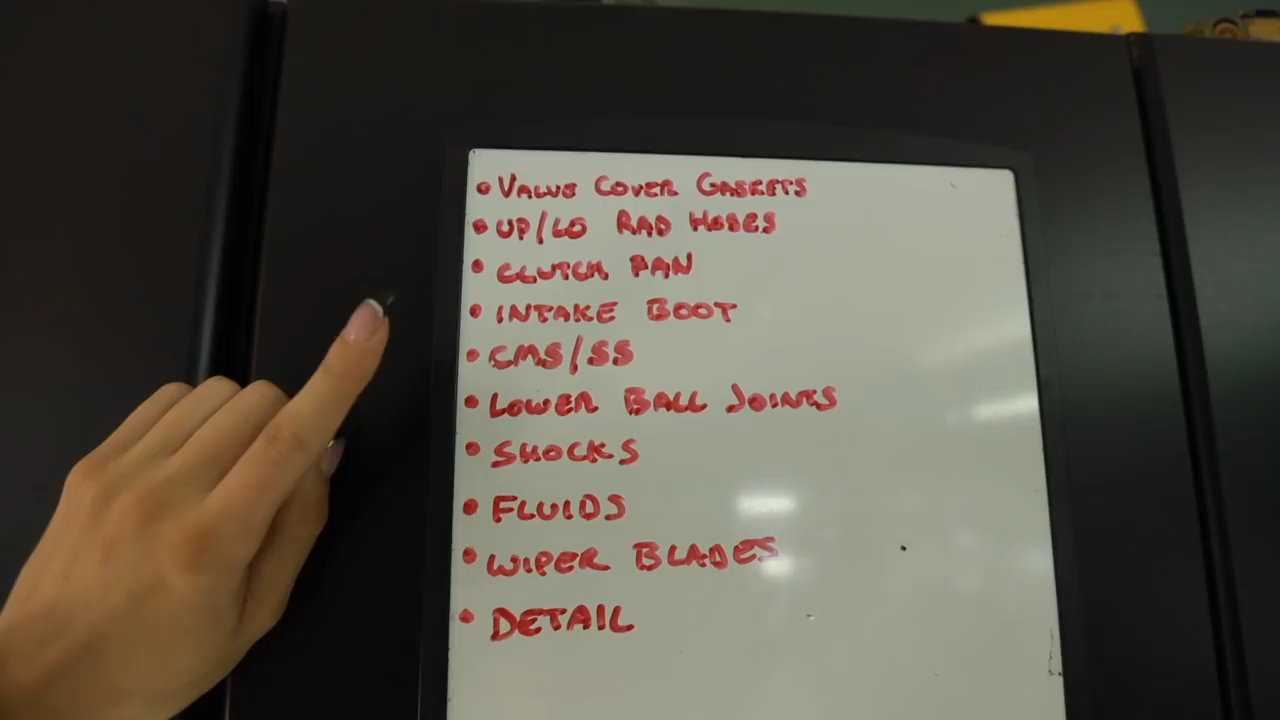 • VALVE COVER GASKETS
• UP/LO RAD HOSES
• CLUTCH FAN
• INTAKE BOOT
• CMS/SS
• LOWER BALL JOINTS
• SHOCKS
• FLUIDS
• WIPER BLADES
• DETAIL